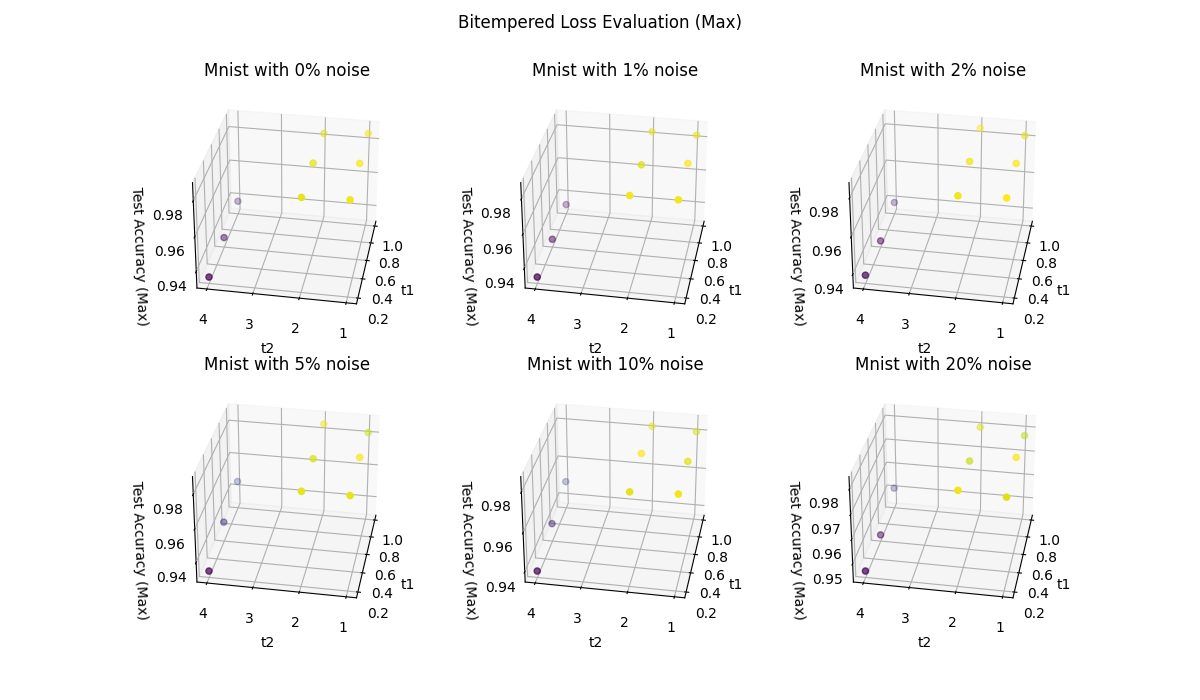 Bitempered Loss Evaluation (Max)
Mnist with 0% noise
Test Accuracy (Max)
0.98
0.96
0.94
4
3
2
1
t2
0.2
0.4
0.6
0.8
1.0
t1
Mnist with 1% noise
Test Accuracy (Max)
0.98
0.96
0.94
4
3
2
1
t2
0.2
0.4
0.6
0.8
1.0
t1
Mnist with 2% noise
Test Accuracy (Max)
0.98
0.96
0.94
4
3
2
1
t2
0.2
0.4
0.6
0.8
1.0
t1
Mnist with 5% noise
Test Accuracy (Max)
0.98
0.96
0.94
4
3
2
1
t2
0.2
0.4
0.6
0.8
1.0
t1
Mnist with 10% noise
Test Accuracy (Max)
0.98
0.96
0.94
4
3
2
1
t2
0.2
0.4
0.6
0.8
1.0
t1
Mnist with 20% noise
Test Accuracy (Max)
0.98
0.97
0.96
0.95
4
3
2
1
t2
0.2
0.4
0.6
0.8
1.0
t1